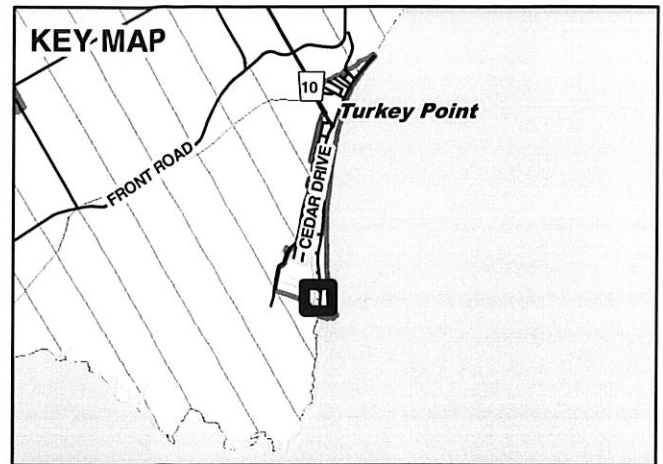 KEY MAP
10
Turkey Point
FRONT ROAD
CEDAR DRIVE